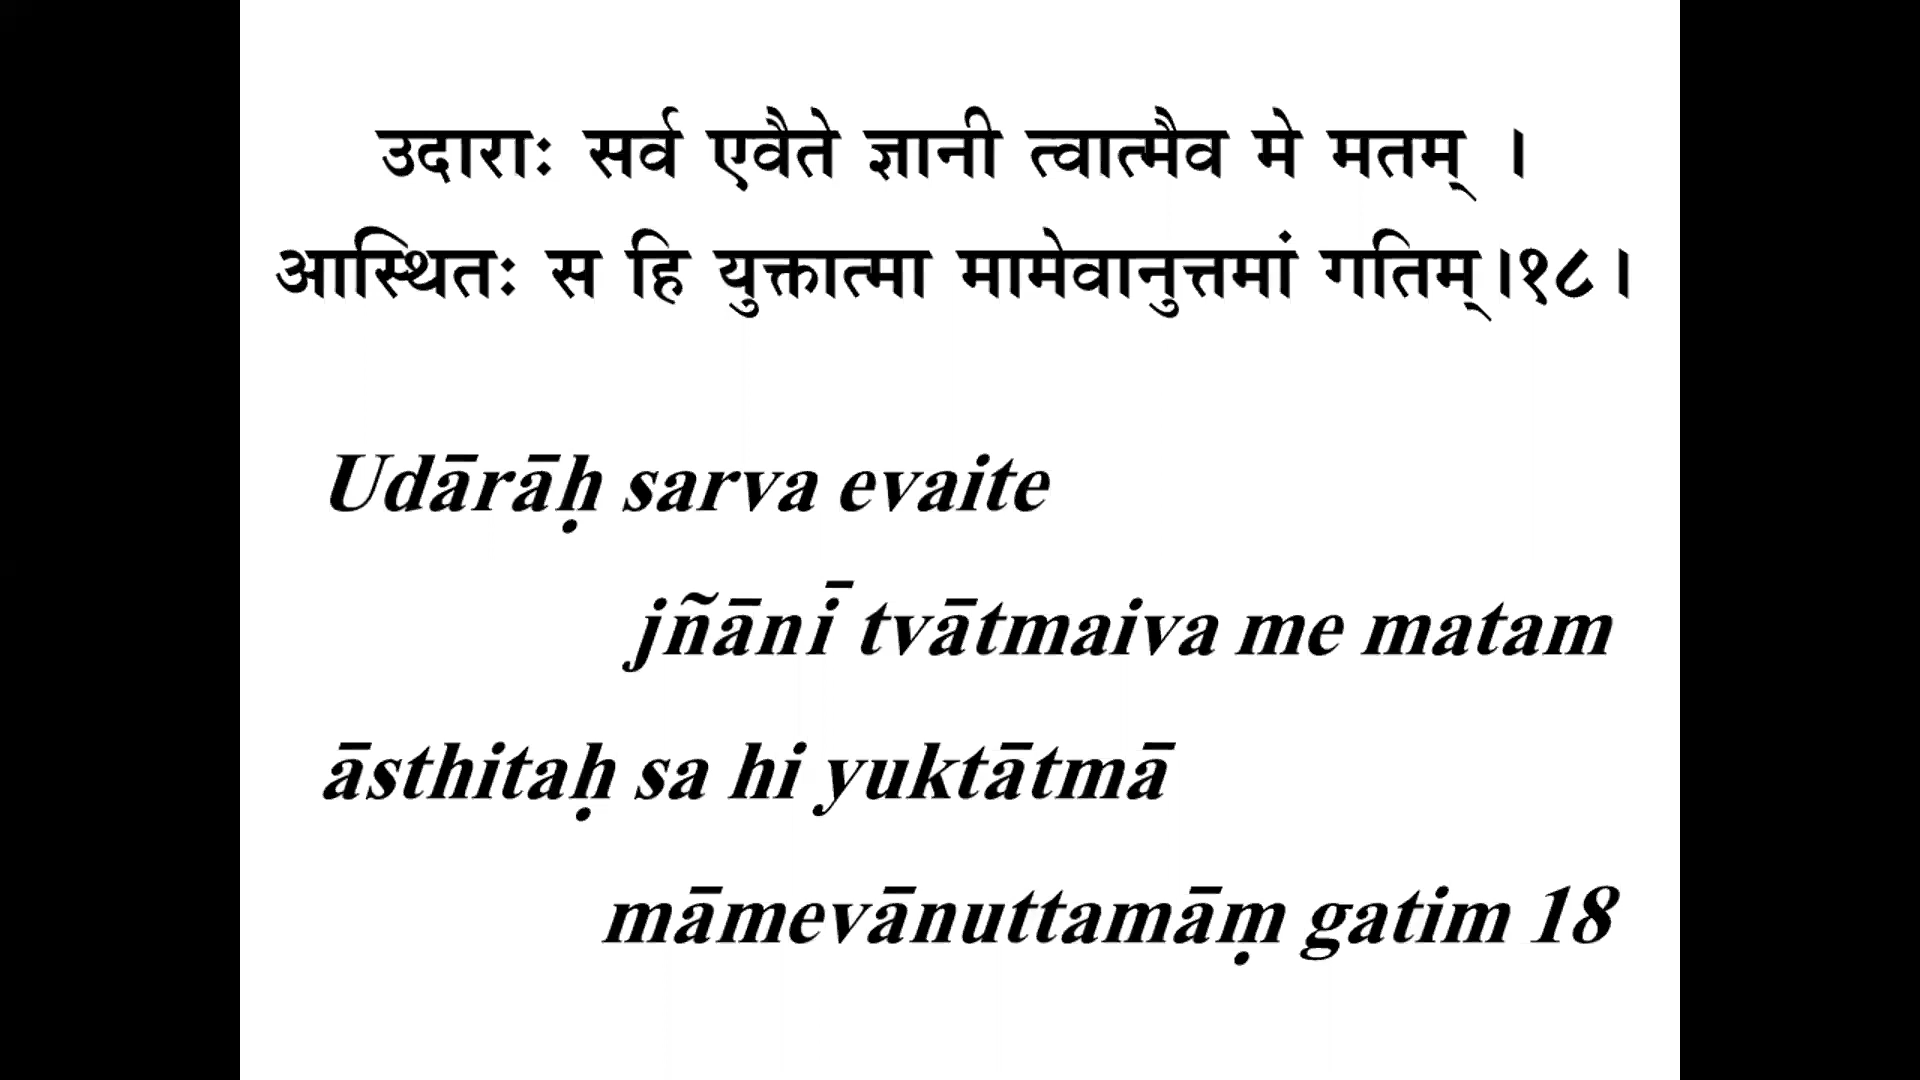 उदाराः सर्व एवैते ज्ञानी त्वात्मैव मे मतम् ।
आस्थितः स हि युक्तात्मा मामेवानुत्तमां गतिम्।१८।
Udārāḥ sarva evaite
jñānī tvātmaiva me matam
āsthitaḥ sa hi yuktātmā
māmevānuttamāṃ gatim 18